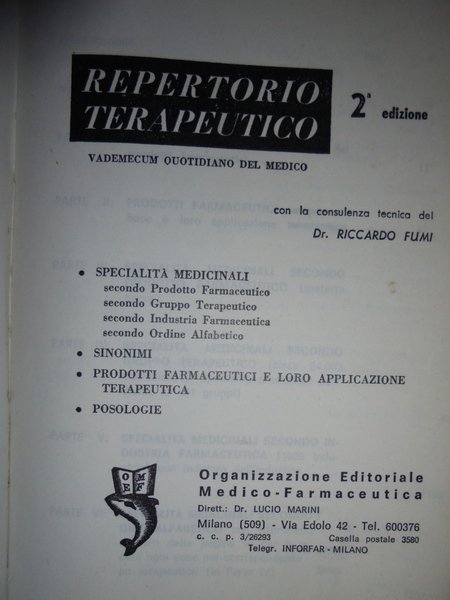 REPERTORIO
TERAPEUTICO
2ª edizione
VADEMECUM QUOTIDIANO DEL MEDICO
con la consulenza tecnica del
Dr. RICCARDO FUMI
• SPECIALITÀ MEDICINALI
secondo Prodotto Farmaceutico
secondo Gruppo Terapeutico
secondo Industria Farmaceutica
secondo Ordine Alfabetico
• SINONIMI
• PRODOTTI FARMACEUTICI E LORO APPLICAZIONE
TERAPEUTICA
• POSOLOGIE
OM
EF
Organizzazione Editoriale
Medico-Farmaceutica
Dirett.: Dr. LUCIO MARINI
Milano (509) - Via Edolo 42 - Tel. 600376
c. c. p. 3/26293 Casella postale 3580
Telegr. INFORFAR - MILANO